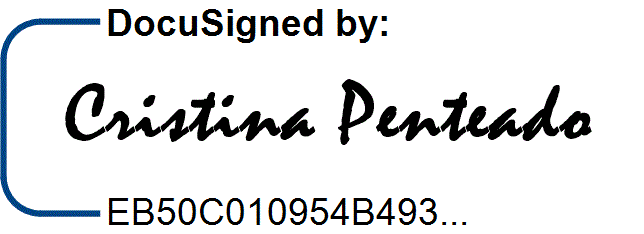 DocuSigned by:
Cristina Penteado
EB50C010954B493...